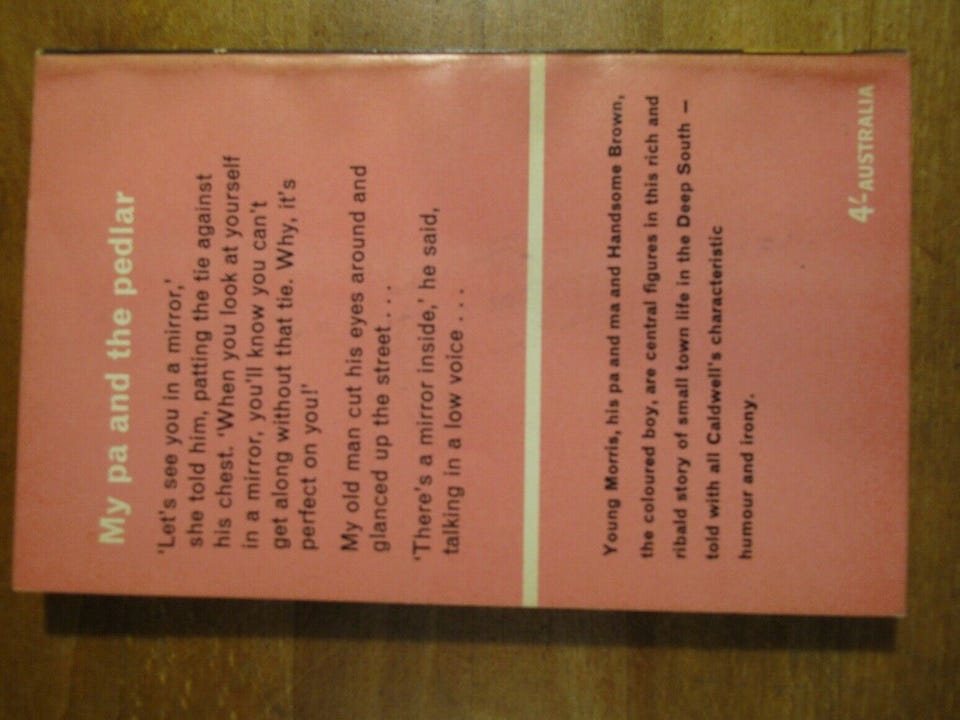 My pa and the pedlar
‘Let's see you in a mirror,’
she told him, patting the tie against
his chest. ‘When you look at yourself
in a mirror, you'll know you can't
get along without that tie. Why, it's
perfect on you!’
My old man cut his eyes around and
glanced up the street . . .
‘There's a mirror inside,’ he said,
talking in a low voice . . .
Young Morris, his pa and ma and Handsome Brown,
the coloured boy, are central figures in this rich and
ribald story of small town life in the Deep South –
told with all Caldwell's characteristic
humour and irony.
4/- AUSTRALIA